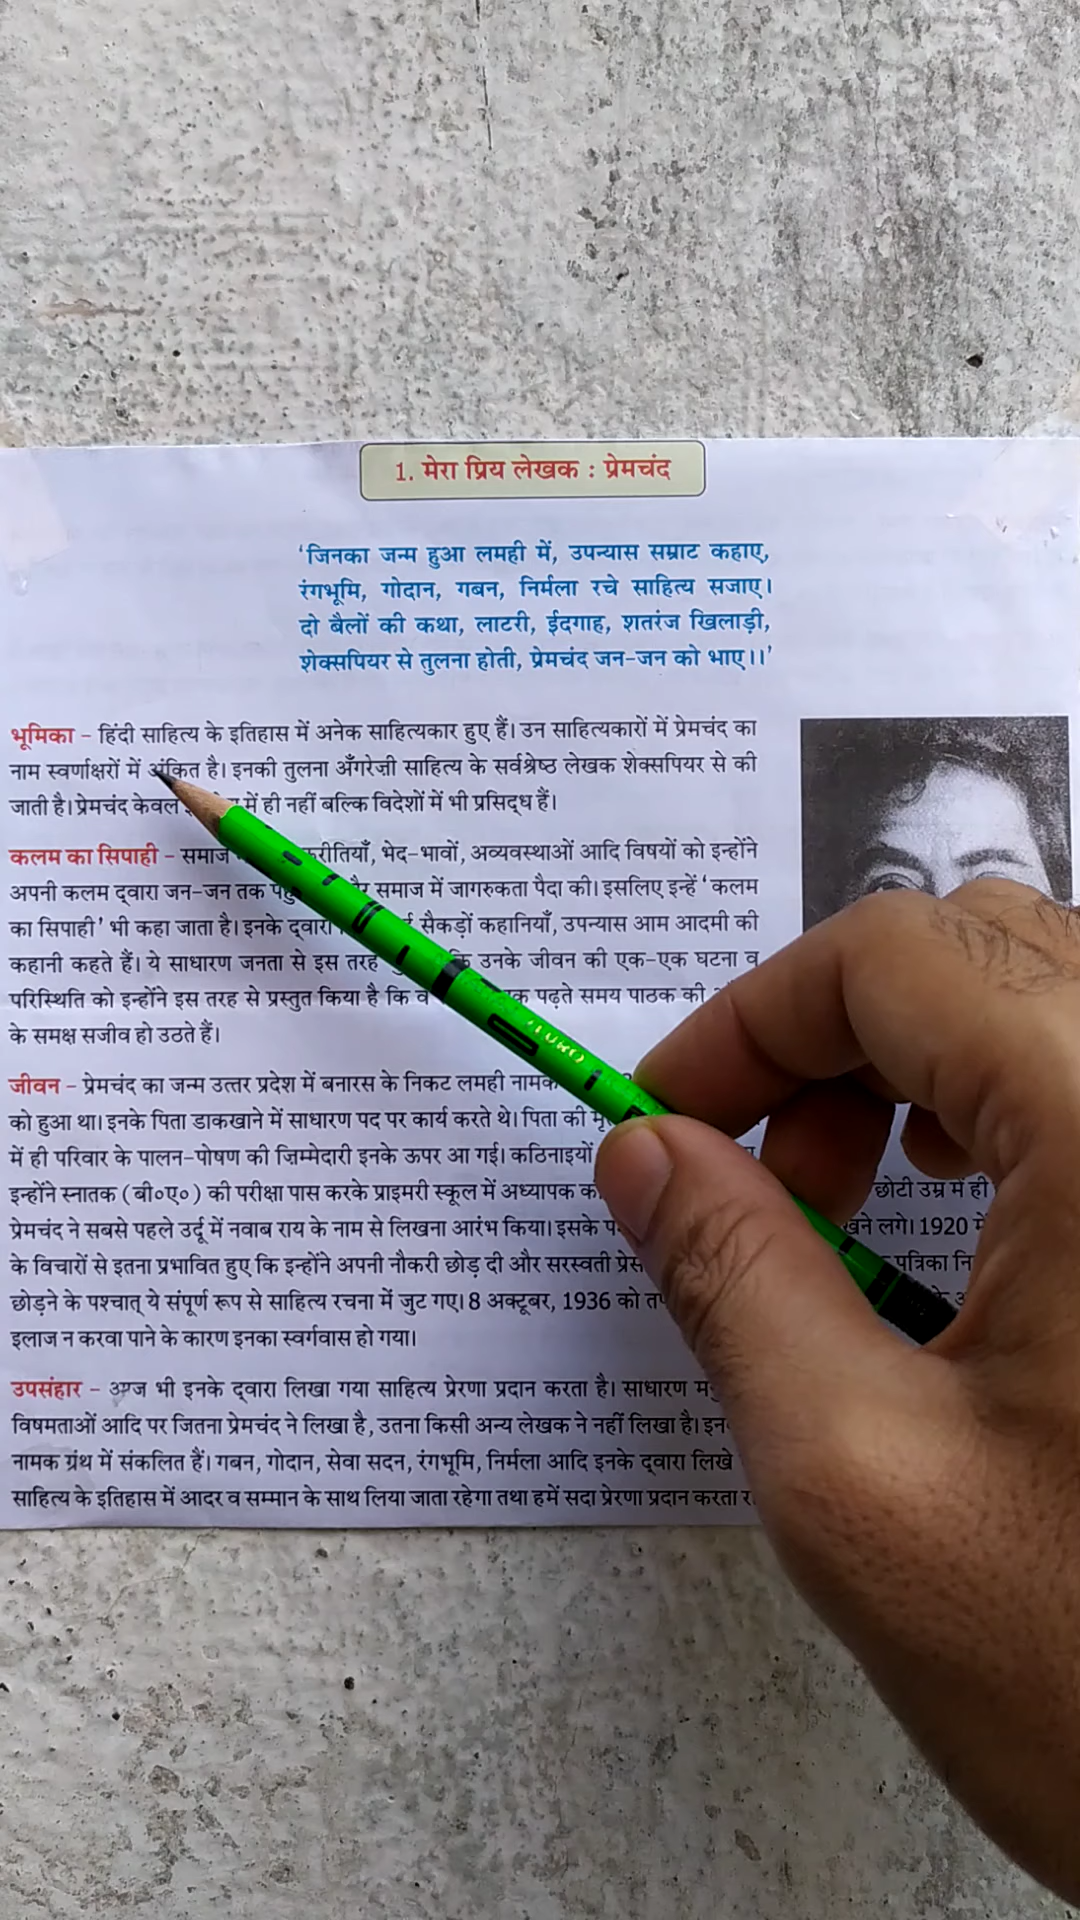 1. मेरा प्रिय लेखक : प्रेमचंद
'जिनका जन्म हुआ लमही में, उपन्यास सम्राट कहाए,
रंगभूमि, गोदान, गबन, निर्मला रचे साहित्य सजाए।
दो बैलों की कथा, लाटरी, ईदगाह, शतरंज खिलाड़ी,
शेक्सपियर से तुलना होती, प्रेमचंद जन-जन को भाए।।'
भूमिका - हिंदी साहित्य के इतिहास में अनेक साहित्यकार हुए हैं। उन साहित्यकारों में प्रेमचंद का
नाम स्वर्णाक्षरों में अंकित है। इनकी तुलना अँगरेज़ी साहित्य के सर्वश्रेष्ठ लेखक शेक्सपियर से की
जाती है। प्रेमचंद केवल में ही नहीं बल्कि विदेशों में भी प्रसिद्ध हैं।
कलम का सिपाही - समाज भेद-भावों, अव्यवस्थाओं आदि विषयों को इन्होंने
अपनी कलम द्वारा जन-जन तक समाज में जागरुकता पैदा की। इसलिए इन्हें 'कलम
का सिपाही' भी कहा जाता है। इनके द्वारा सैकड़ों कहानियाँ, उपन्यास आम आदमी की
कहानी कहते हैं। ये साधारण जनता से इस तरह कि उनके जीवन की एक-एक घटना व
परिस्थिति को इन्होंने इस तरह से प्रस्तुत किया है कि पढ़ते समय पाठक की
के समक्ष सजीव हो उठते हैं।
जीवन - प्रेमचंद का जन्म उत्तर प्रदेश में बनारस के निकट लमही नामक
को हुआ था। इनके पिता डाकखाने में साधारण पद पर कार्य करते थे। पिता की
में ही परिवार के पालन-पोषण की ज़िम्मेदारी इनके ऊपर आ गई। कठिनाइयों
इन्होंने स्नातक (बी०ए०) की परीक्षा पास करके प्राइमरी स्कूल में अध्यापक छोटी उम्र में ही
प्रेमचंद ने सबसे पहले उर्दू में नवाब राय के नाम से लिखना आरंभ किया। इसके लगे। 1920 में
के विचारों से इतना प्रभावित हुए कि इन्होंने अपनी नौकरी छोड़ दी और सरस्वती प्रेस पत्रिका
छोड़ने के पश्चात् ये संपूर्ण रूप से साहित्य रचना में जुट गए। 8 अक्टूबर, 1936 को
इलाज न करवा पाने के कारण इनका स्वर्गवास हो गया।
उपसंहार - आज भी इनके द्वारा लिखा गया साहित्य प्रेरणा प्रदान करता है। साधारण
विषमताओं आदि पर जितना प्रेमचंद ने लिखा है, उतना किसी अन्य लेखक ने नहीं लिखा है।
नामक ग्रंथ में संकलित हैं। गबन, गोदान, सेवा सदन, रंगभूमि, निर्मला आदि इनके द्वारा लिखे
साहित्य के इतिहास में आदर व सम्मान के साथ लिया जाता रहेगा तथा हमें सदा प्रेरणा प्रदान करता